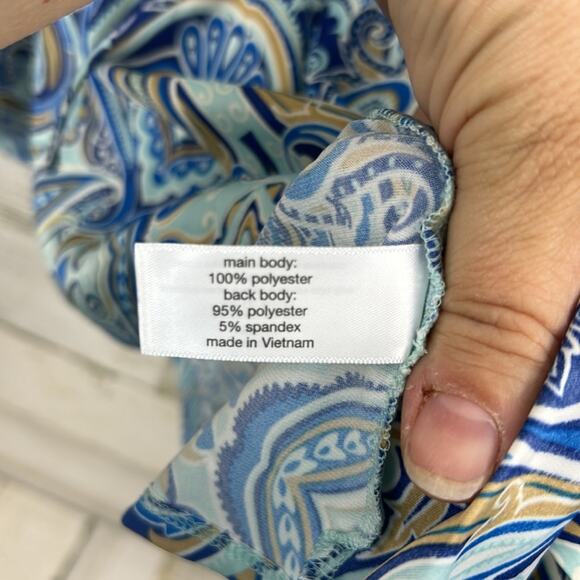 main body:
100% polyester
back body:
95% polyester
5% spandex
made in Vietnam